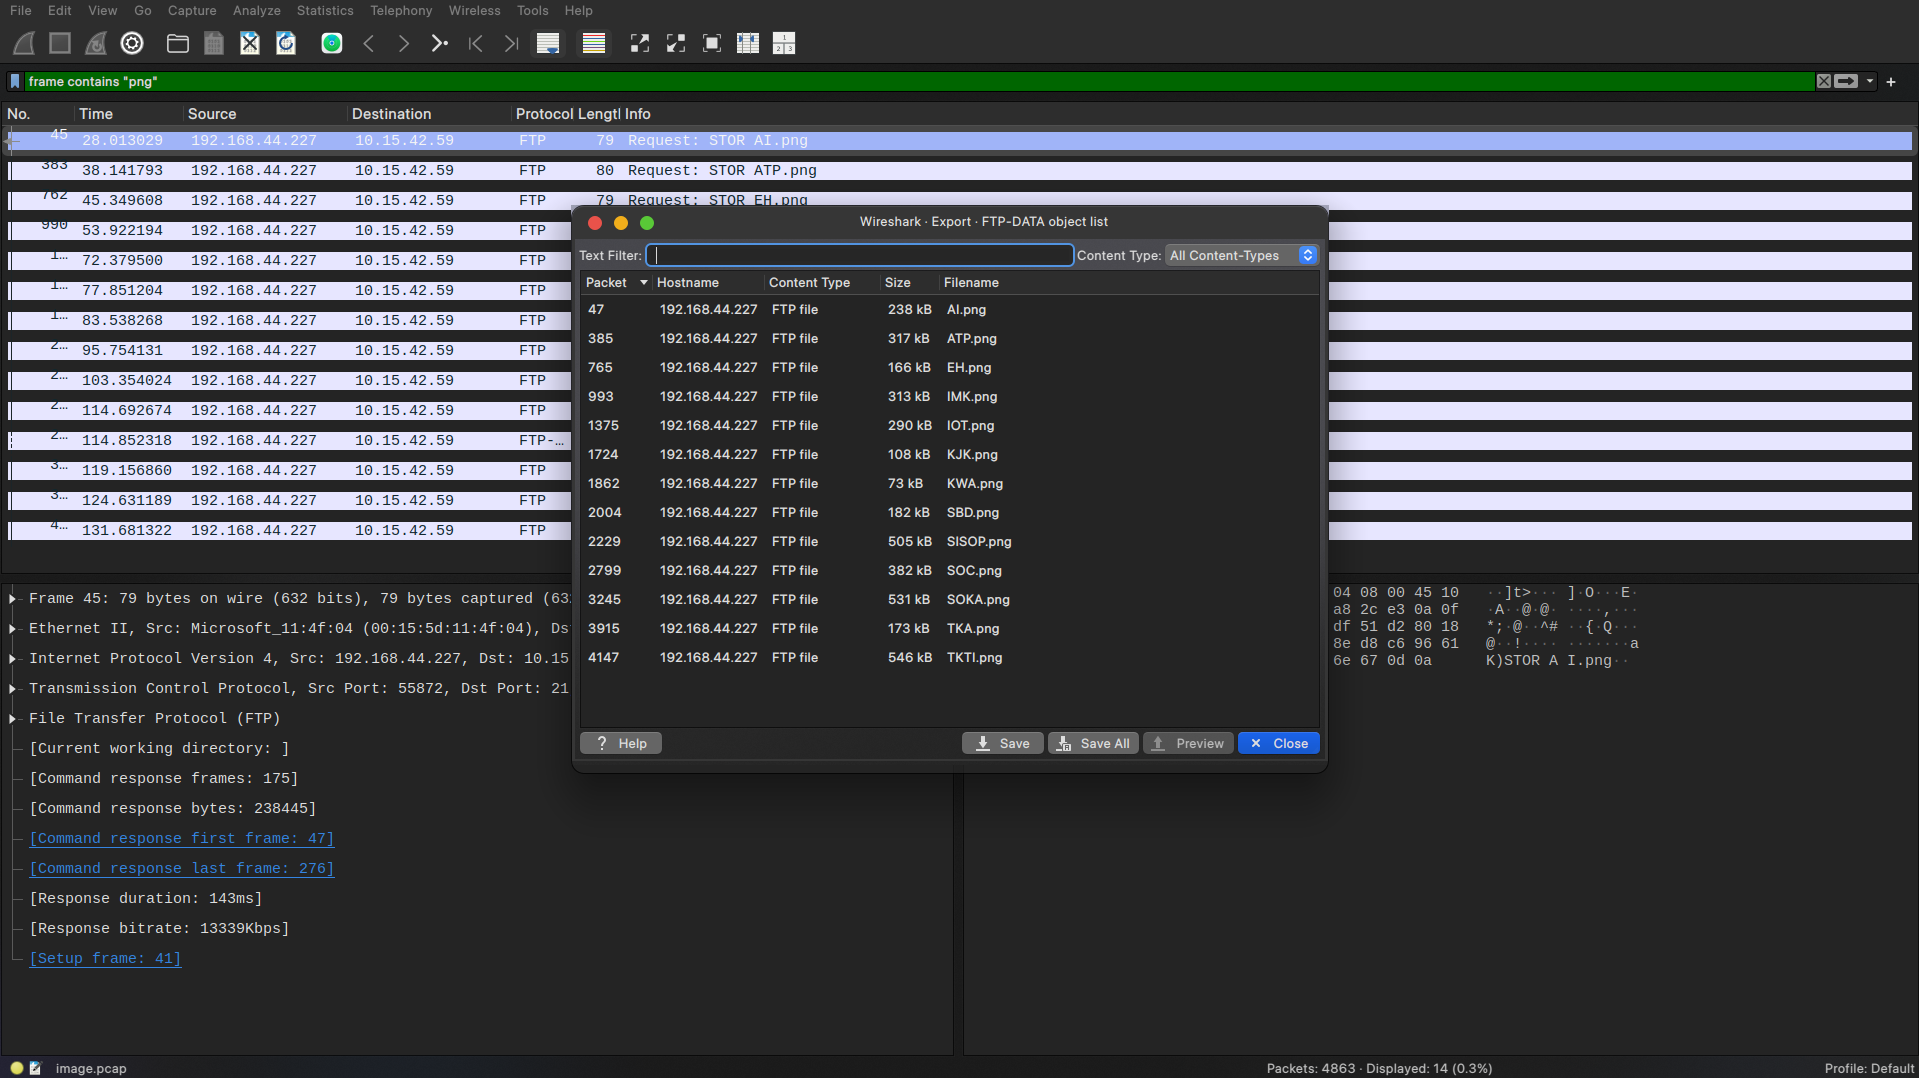 File Edit View Go Capture Analyze Statistics Telephony Wireless Tools Help
frame contains "png"
No. Time Source Destination Protocol Lengtl Info
45 28.013029 192.168.44.227 10.15.42.59 FTP 79 Request: STOR AI.png
383 38.141793 192.168.44.227 10.15.42.59 FTP 80 Request: STOR ATP.png
762 45.349608 192.168.44.227 10.15.42.59 FTP 79 Request: STOR EH.png
990 53.922194 192.168.44.227 10.15.42.59 FTP
1… 72.379500 192.168.44.227 10.15.42.59 FTP
1… 77.851204 192.168.44.227 10.15.42.59 FTP
1… 83.538268 192.168.44.227 10.15.42.59 FTP
2… 95.754131 192.168.44.227 10.15.42.59 FTP
2… 103.354024 192.168.44.227 10.15.42.59 FTP
2… 114.692674 192.168.44.227 10.15.42.59 FTP
2… 114.852318 192.168.44.227 10.15.42.59 FTP-…
3… 119.156860 192.168.44.227 10.15.42.59 FTP
3… 124.631189 192.168.44.227 10.15.42.59 FTP
4… 131.681322 192.168.44.227 10.15.42.59 FTP
Wireshark · Export · FTP-DATA object list
Text Filter: Content Type: All Content-Types
Packet Hostname Content Type Size Filename
47 192.168.44.227 FTP file 238 kB AI.png
385 192.168.44.227 FTP file 317 kB ATP.png
765 192.168.44.227 FTP file 166 kB EH.png
993 192.168.44.227 FTP file 313 kB IMK.png
1375 192.168.44.227 FTP file 290 kB IOT.png
1724 192.168.44.227 FTP file 108 kB KJK.png
1862 192.168.44.227 FTP file 73 kB KWA.png
2004 192.168.44.227 FTP file 182 kB SBD.png
2229 192.168.44.227 FTP file 505 kB SISOP.png
2799 192.168.44.227 FTP file 382 kB SOC.png
3245 192.168.44.227 FTP file 531 kB SOKA.png
3915 192.168.44.227 FTP file 173 kB TKA.png
4147 192.168.44.227 FTP file 546 kB TKTI.png
? Help Save Save All Preview Close
Frame 45: 79 bytes on wire (632 bits), 79 bytes captured (63
Ethernet II, Src: Microsoft_11:4f:04 (00:15:5d:11:4f:04), Ds
Internet Protocol Version 4, Src: 192.168.44.227, Dst: 10.15
Transmission Control Protocol, Src Port: 55872, Dst Port: 21
File Transfer Protocol (FTP)
[Current working directory: ]
[Command response frames: 175]
[Command response bytes: 238445]
[Command response first frame: 47]
[Command response last frame: 276]
[Response duration: 143ms]
[Response bitrate: 13339Kbps]
[Setup frame: 41]
04 08 00 45 10 ··]t>··· ]·O···E·
a8 2c e3 0a 0f ·A··@·@· ····,···
df 51 d2 80 18 *;·@··^# ··{·Q···
8e d8 c6 96 61 @··!···· ·······a
6e 67 0d 0a K)STOR A I.png··
image.pcap
Packets: 4863 · Displayed: 14 (0.3%)
Profile: Default